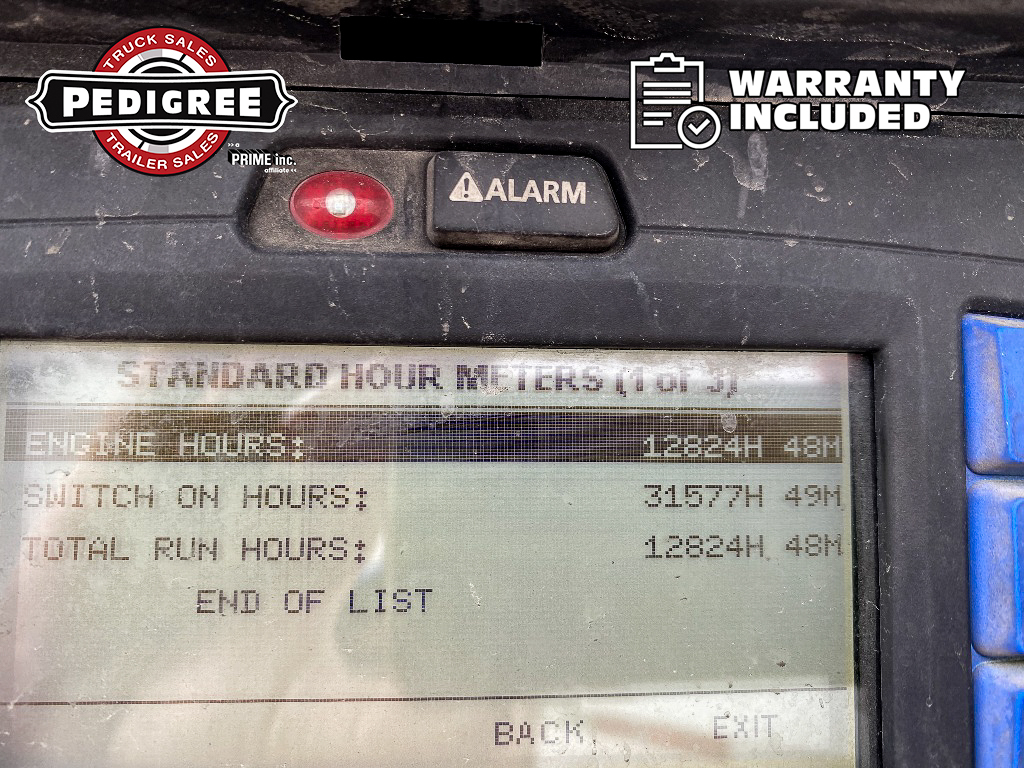 TRUCK SALES
PEDIGREE
TRAILER SALES
>> a
PRIME inc.
affiliate <<
WARRANTY
INCLUDED
ALARM
STANDARD HOUR METERS (1 of 3)
ENGINE HOURS: 12824H 48M
SWITCH ON HOURS: 31577H 49M
TOTAL RUN HOURS: 12824H 48M
END OF LIST
BACK EXIT